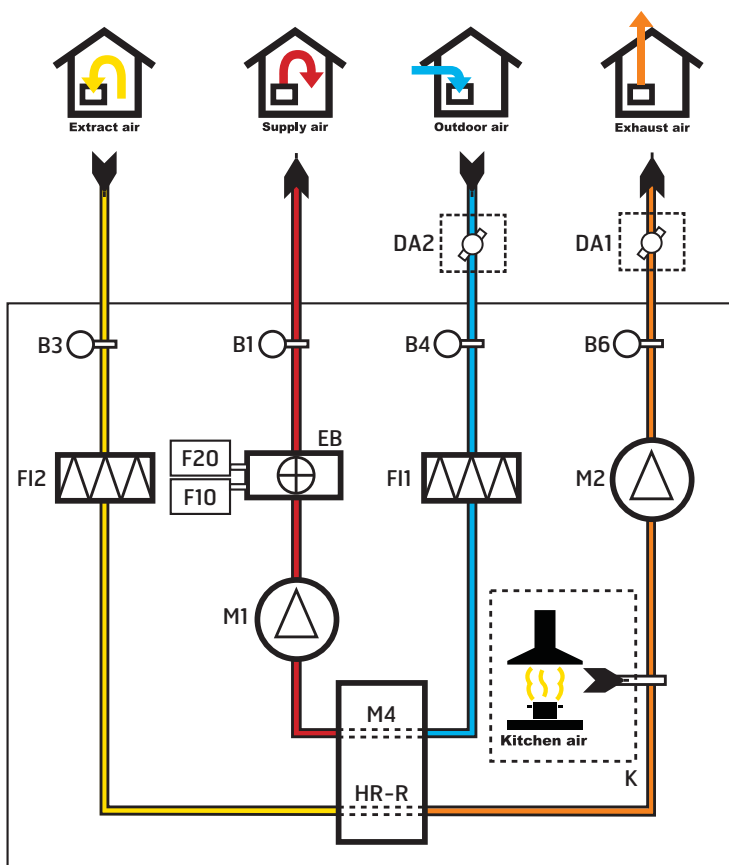 Extract air
Supply air
Outdoor air
Exhaust air
DA2
DA1
B3
B1
B4
B6
EB
F20
FI2
F10
FI1
M2
M1
M4
Kitchen air
K
HR-R